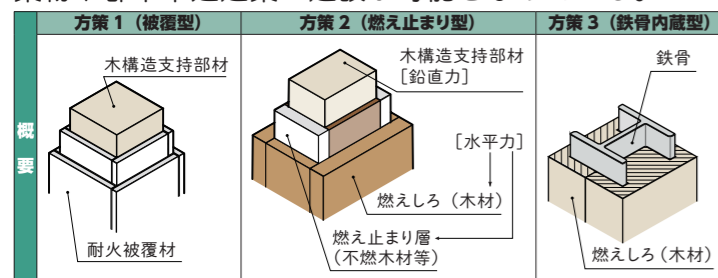 方策1（被覆型）
方策2（燃え止まり型）
方策3（鉄骨内蔵型）
概要
木構造支持部材
耐火被覆材
木構造支持部材
［鉛直力］
［水平力］
燃えしろ（木材）
燃え止まり層
（不燃木材等）
鉄骨
燃えしろ（木材）